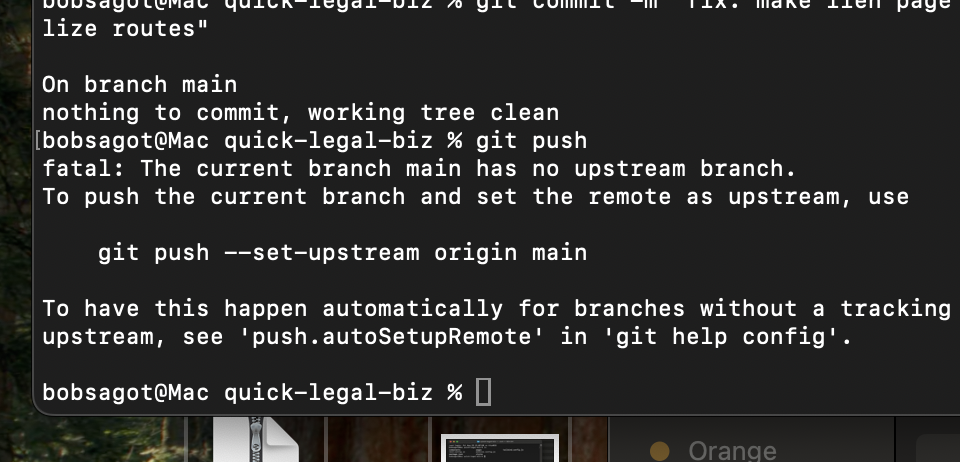 bobsagot@Mac quick-legal-biz % git commit -m "fix: make lien page
lize routes"
On branch main
nothing to commit, working tree clean
[bobsagot@Mac quick-legal-biz % git push
fatal: The current branch main has no upstream branch.
To push the current branch and set the remote as upstream, use
git push --set-upstream origin main
To have this happen automatically for branches without a tracking
upstream, see 'push.autoSetupRemote' in 'git help config'.
bobsagot@Mac quick-legal-biz %
Orange